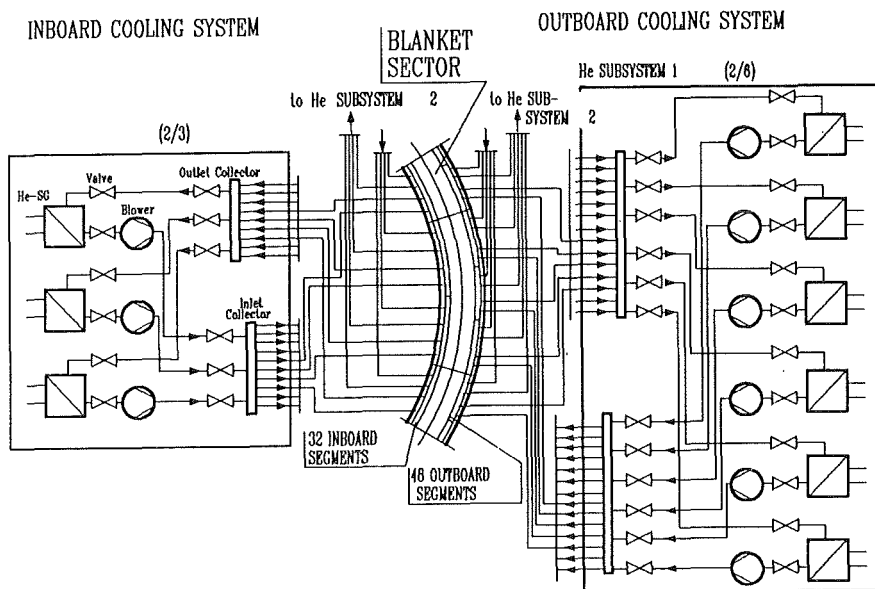 INBOARD COOLING SYSTEM
OUTBOARD COOLING SYSTEM
BLANKET
SECTOR
He SUBSYSTEM 1
(2/6)
to He SUBSYSTEM
2
to He SUB-
SYSTEM
2
(2/3)
Valve
Outlet Collector
He-SG
Blower
Inlet
Collector
32 INBOARD
SEGMENTS
48 OUTBOARD
SEGMENTS